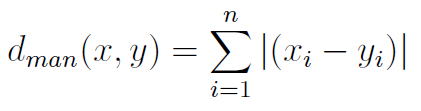 d_{man}(x, y) = \sum_{i=1}^{n} |(x_i - y_i)|